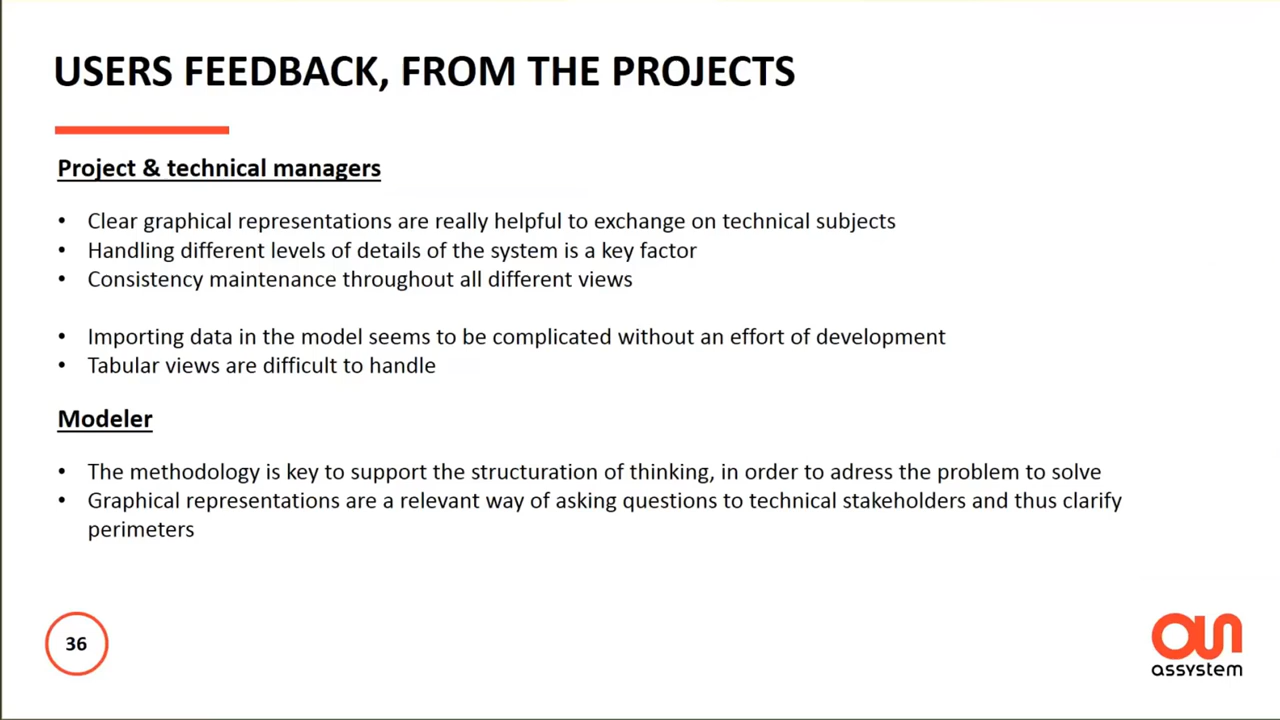 USERS FEEDBACK, FROM THE PROJECTS
Project & technical managers
• Clear graphical representations are really helpful to exchange on technical subjects
• Handling different levels of details of the system is a key factor
• Consistency maintenance throughout all different views
• Importing data in the model seems to be complicated without an effort of development
• Tabular views are difficult to handle
Modeler
• The methodology is key to support the structuration of thinking, in order to adress the problem to solve
• Graphical representations are a relevant way of asking questions to technical stakeholders and thus clarify
perimeters
36
assystem